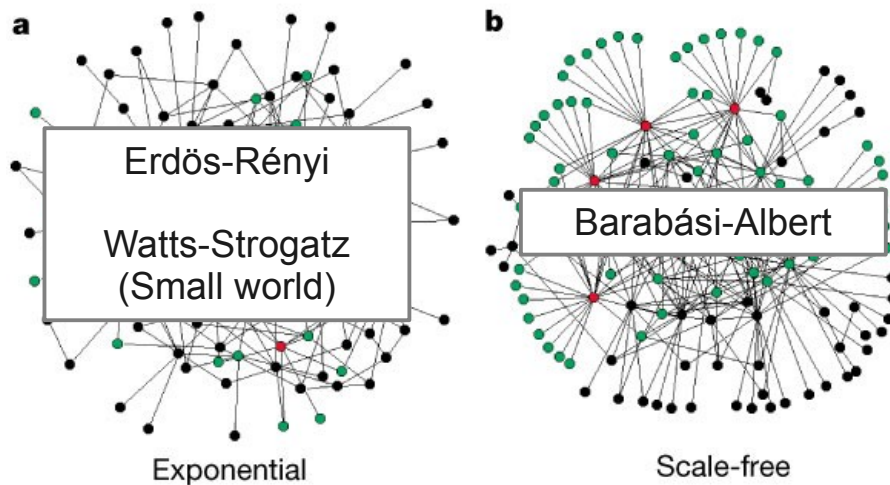 a
Erdös-Rényi
Watts-Strogatz
(Small world)
Exponential
b
Barabási-Albert
Scale-free